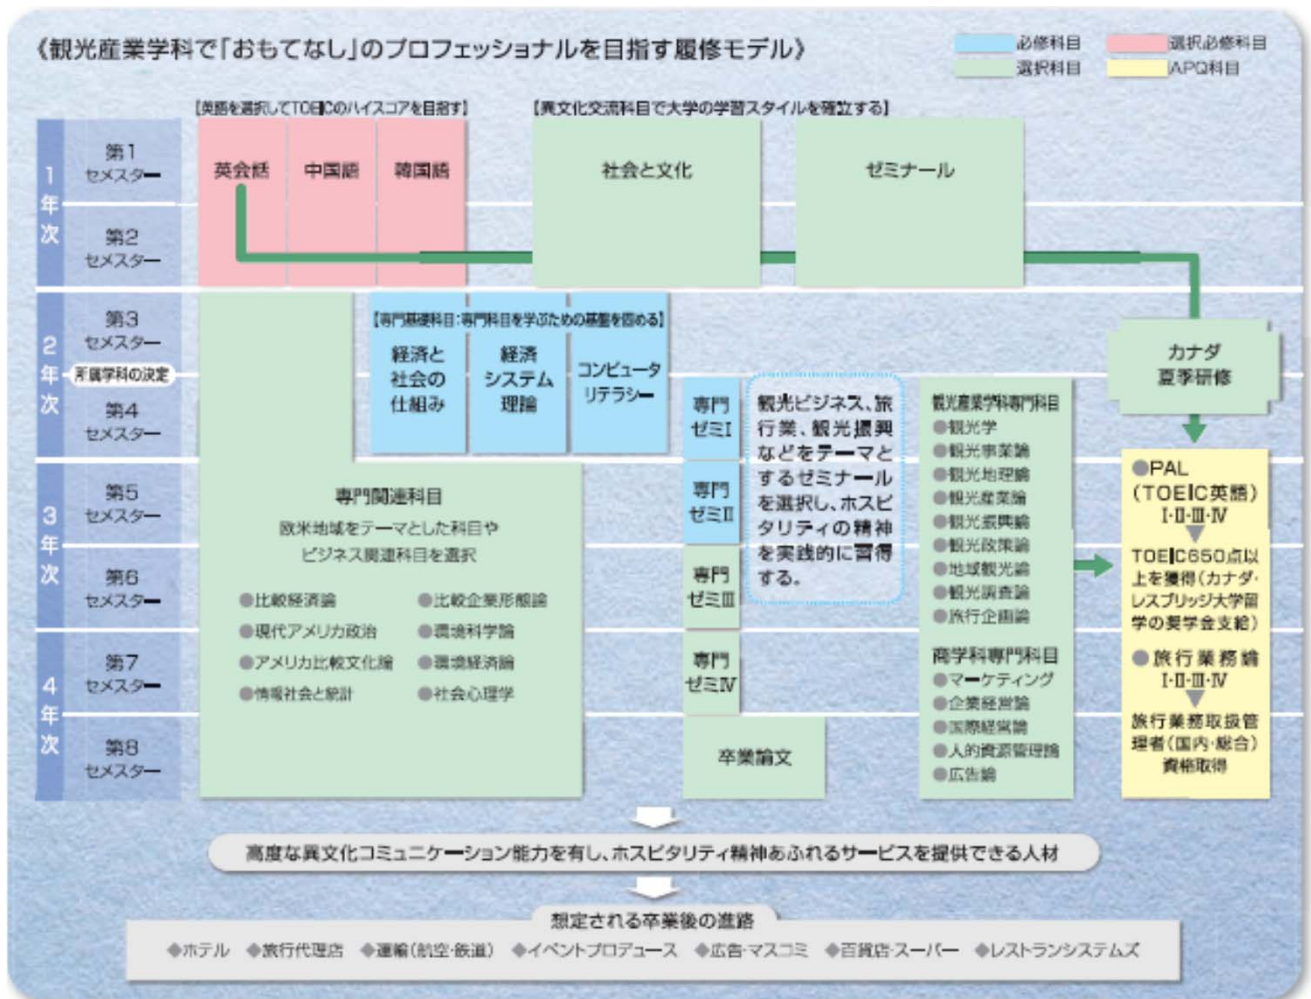 《観光産業学科で「おもてなし」のプロフェッショナルを目指す履修モデル》
必修科目
選択必修科目
選択科目
APQ科目
【英語を選択してTOEICのハイスコアを目指す】
【異文化交流科目で大学の学習スタイルを確立する】
1年次
第1
セメスター
第2
セメスター
英会話
中国語
韓国語
社会と文化
ゼミナール
2年次
第3
セメスター
所属学科の決定
第4
セメスター
【専門基礎科目:専門科目を学ぶための基盤を固める】
経済と
社会の
仕組み
経済
システム
理論
コンピュータ
リテラシー
カナダ
夏季研修
専門
ゼミⅠ
観光ビジネス、旅
行業、観光振興
などをテーマと
するゼミナール
を選択し、ホスピ
タリティの精神
を実践的に習得
する。
観光産業学科専門科目
●観光学
●観光事業論
●観光地理論
●観光産業論
●観光振興論
●観光政策論
●地域観光論
●観光調査論
●旅行企画論
商学科専門科目
●マーケティング
●企業経営論
●国際経営論
●人的資源管理論
●広告論
3年次
第5
セメスター
第6
セメスター
専門関連科目
欧米地域をテーマとした科目や
ビジネス関連科目を選択
●比較経済論
●比較企業形態論
●現代アメリカ政治
●環境科学論
●アメリカ比較文化論
●環境経済論
●情報社会と統計
●社会心理学
専門
ゼミⅡ
専門
ゼミⅢ
●PAL
(TOEIC英語)
Ⅰ・Ⅱ・Ⅲ・Ⅳ
TOEIC650点以
上を獲得(カナダ・
レスブリッジ大学留
学の奨学金支給)
●旅行業務論
Ⅰ・Ⅱ・Ⅲ・Ⅳ
旅行業務取扱管
理者(国内・総合)
資格取得
4年次
第7
セメスター
第8
セメスター
専門
ゼミⅣ
卒業論文
高度な異文化コミュニケーション能力を有し、ホスピタリティ精神あふれるサービスを提供できる人材
想定される卒業後の進路
◆ホテル ◆旅行代理店 ◆運輸(航空・鉄道) ◆イベントプロデュース ◆広告・マスコミ ◆百貨店・スーパー ◆レストランシステムズ